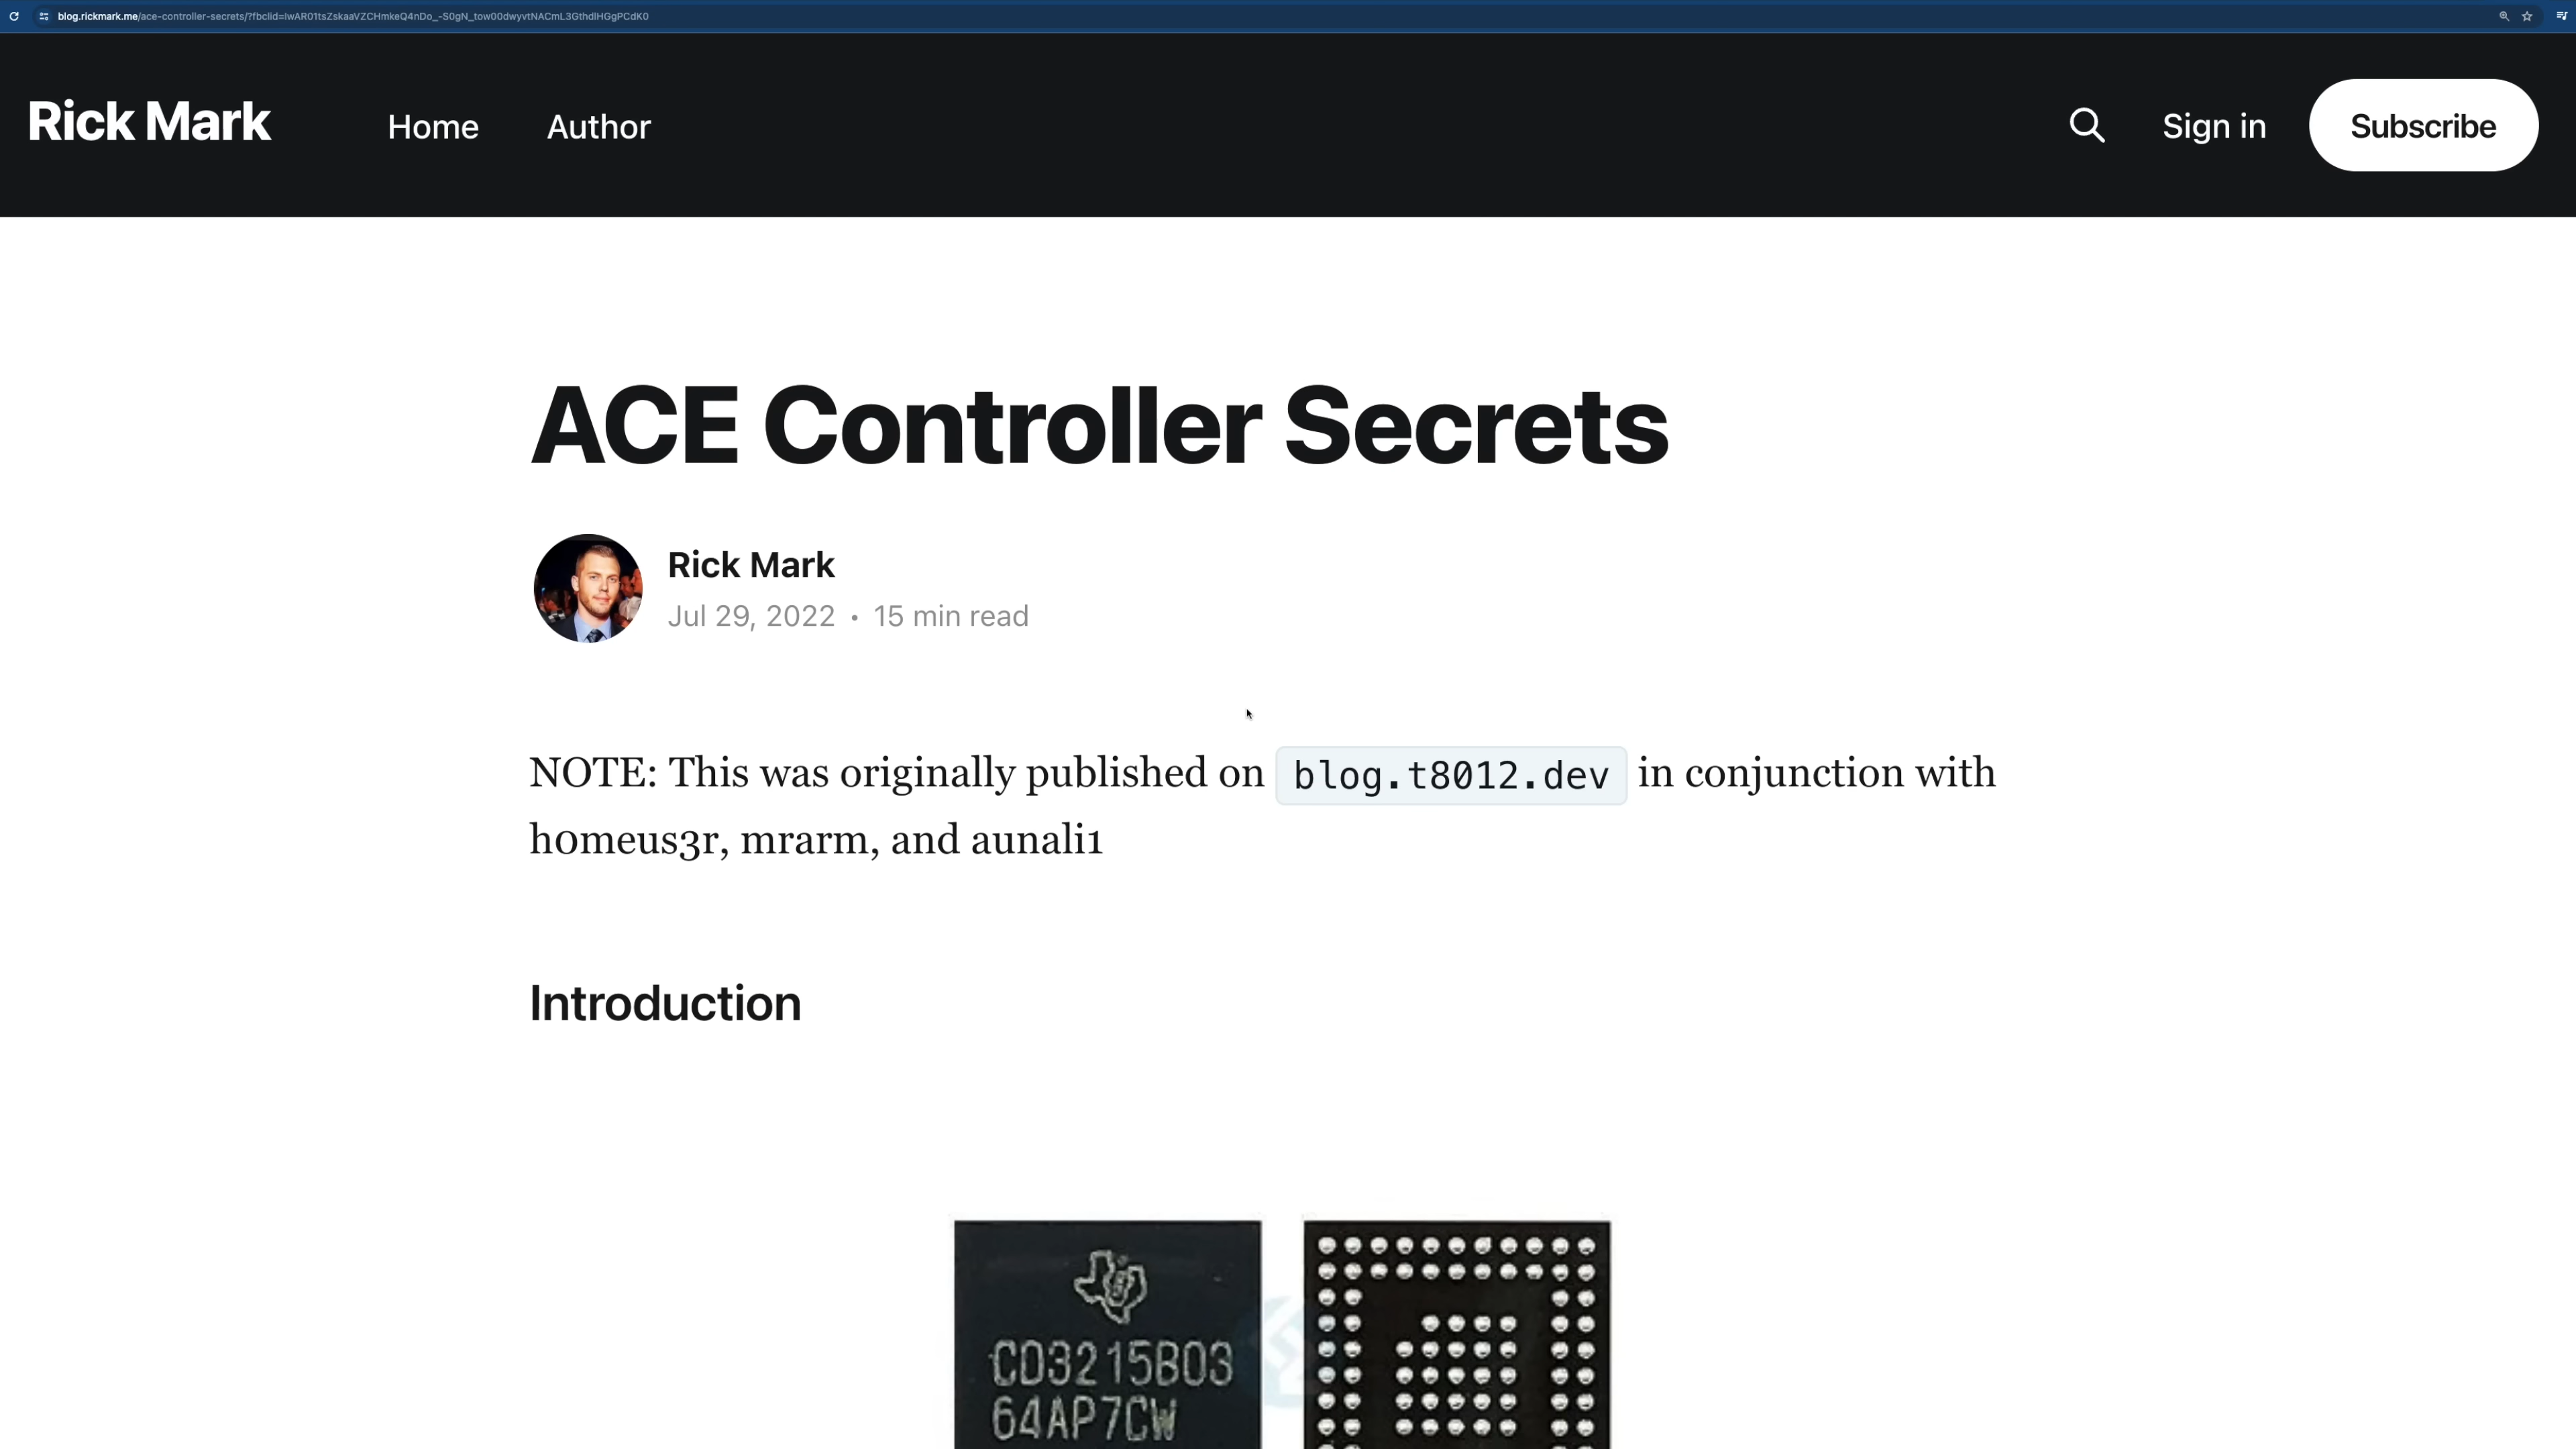 blog.rickmark.me/ace-controller-secrets/?fbclid=IwAR01tsZskaaVZCHmkeQ4nDo_-S0gN_tow00dwyvtNACmL3GthdIHGgPCdK0
Rick Mark Home Author Sign in Subscribe
ACE Controller Secrets
Rick Mark
Jul 29, 2022 • 15 min read
NOTE: This was originally published on blog.t8012.dev in conjunction with
h0meus3r, mrarm, and aunali1
Introduction
CD3215B03
64AP7CW